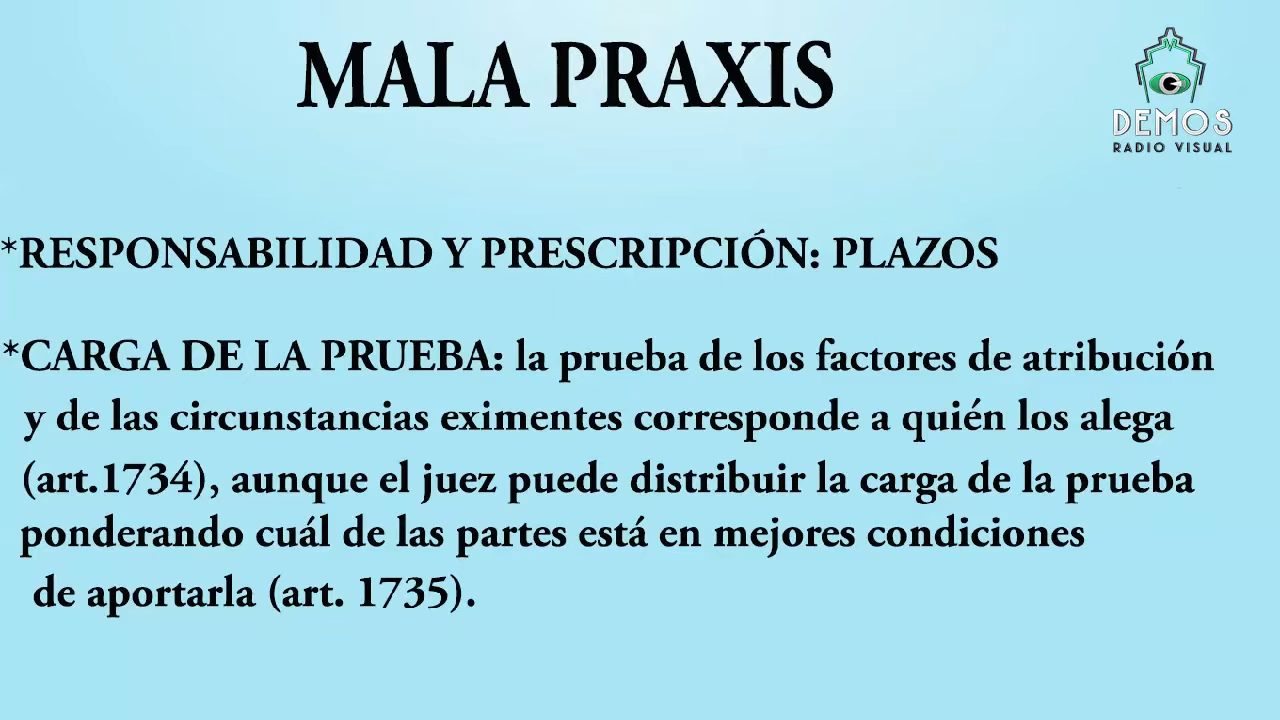 MALA PRAXIS
DEMOS
RADIO VISUAL
*RESPONSABILIDAD Y PRESCRIPCIÓN: PLAZOS
*CARGA DE LA PRUEBA: la prueba de los factores de atribución
y de las circunstancias eximentes corresponde a quién los alega
(art.1734), aunque el juez puede distribuir la carga de la prueba
ponderando cuál de las partes está en mejores condiciones
de aportarla (art. 1735).